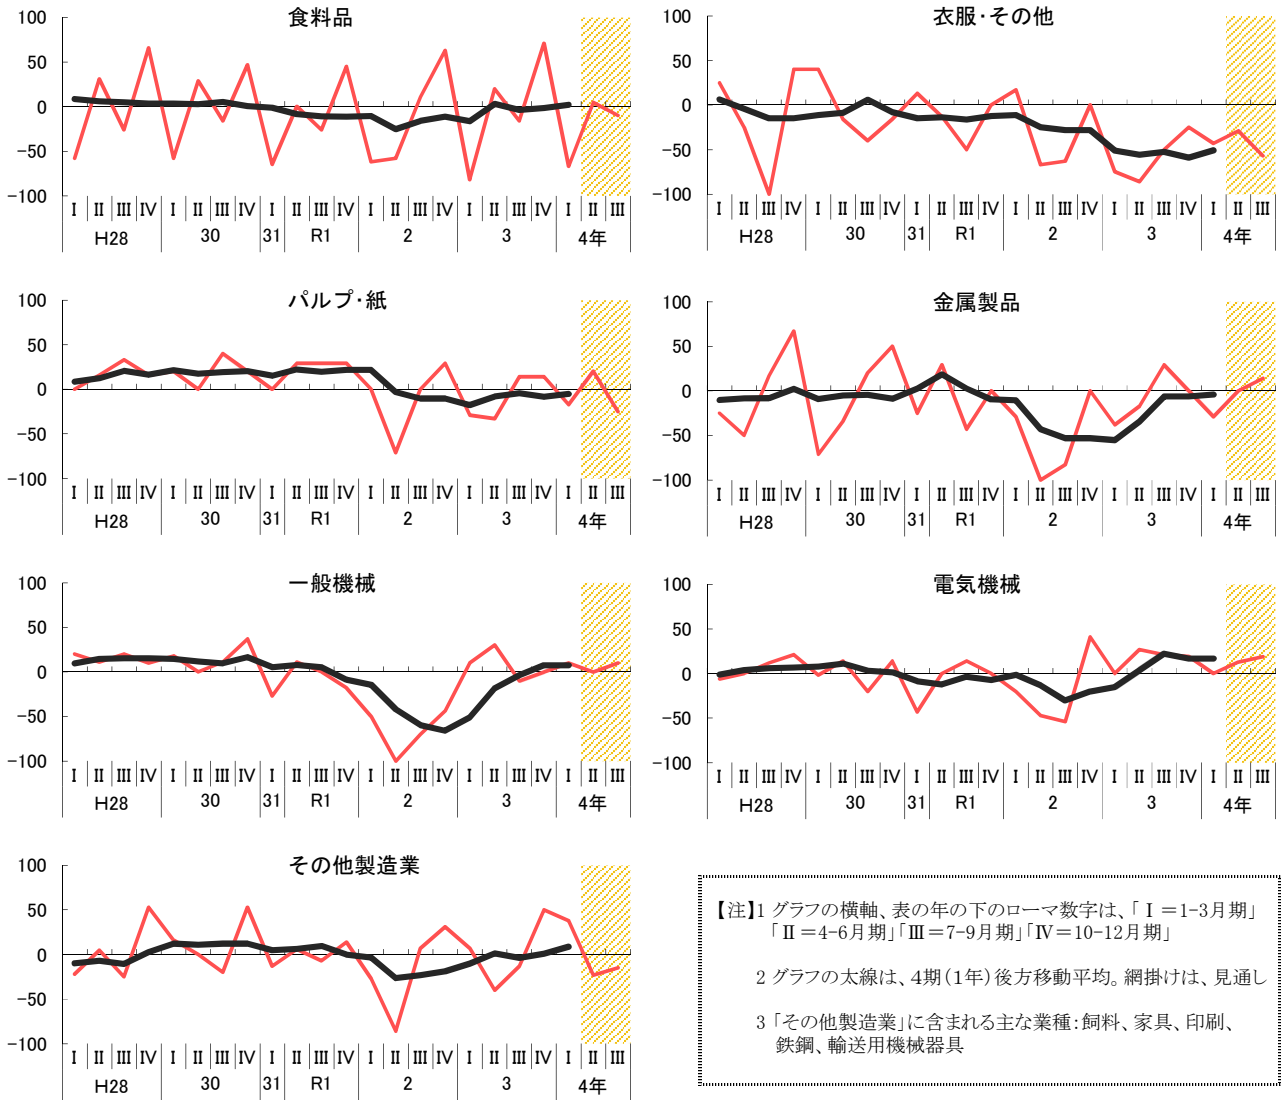 食料品
100
50
0
-50
-100
I II III IV I II III IV I II III IV I II III IV I II III IV I II III
H28 30 31 R1 2 3 4年
衣服・その他
100
50
0
-50
-100
I II III IV I II III IV I II III IV I II III IV I II III IV I II III
H28 30 31 R1 2 3 4年
パルプ・紙
100
50
0
-50
-100
I II III IV I II III IV I II III IV I II III IV I II III IV I II III
H28 30 31 R1 2 3 4年
金属製品
100
50
0
-50
-100
I II III IV I II III IV I II III IV I II III IV I II III IV I II III
H28 30 31 R1 2 3 4年
一般機械
100
50
0
-50
-100
I II III IV I II III IV I II III IV I II III IV I II III IV I II III
H28 30 31 R1 2 3 4年
電気機械
100
50
0
-50
-100
I II III IV I II III IV I II III IV I II III IV I II III IV I II III
H28 30 31 R1 2 3 4年
その他製造業
100
50
0
-50
-100
I II III IV I II III IV I II III IV I II III IV I II III IV I II III
H28 30 31 R1 2 3 4年
【注】1 グラフの横軸、表の年の下のローマ数字は、「Ⅰ＝1-3月期」
「Ⅱ＝4-6月期」「Ⅲ＝7-9月期」「Ⅳ＝10-12月期」
2 グラフの太線は、4期（1年）後方移動平均。網掛けは、見通し
3 「その他製造業」に含まれる主な業種：飼料、家具、印刷、
鉄鋼、輸送用機械器具